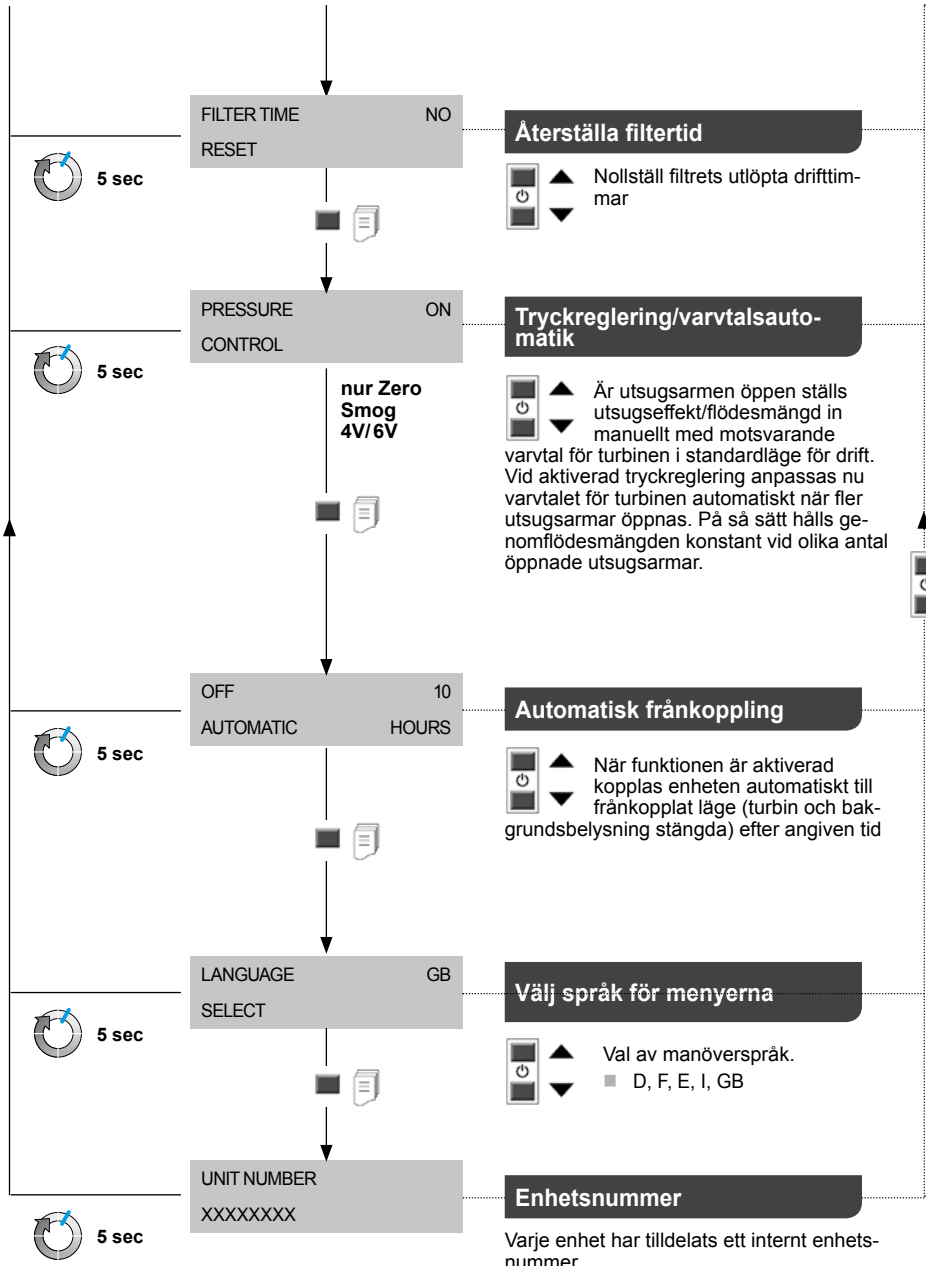 FILTER TIME NO
RESET
5 sec
Återställa filtertid
Nollställ filtrets utlöpta drifttim-
mar
PRESSURE ON
CONTROL
5 sec
nur Zero
Smog
4V/6V
Tryckreglering/varvtalsauto-
matik
Är utsugsarmen öppen ställs
utsugseffekt/flödesmängd in
manuellt med motsvarande
varvtal för turbinen i standardläge för drift.
Vid aktiverad tryckreglering anpassas nu
varvtalet för turbinen automatiskt när fler
utsugsarmar öppnas. På så sätt hålls ge-
nomflödesmängden konstant vid olika antal
öppnade utsugsarmar.
OFF 10
AUTOMATIC HOURS
5 sec
Automatisk frånkoppling
När funktionen är aktiverad
kopplas enheten automatiskt till
frånkopplat läge (turbin och bak-
grundsbelysning stängda) efter angiven tid
LANGUAGE GB
SELECT
5 sec
Välj språk för menyerna
Val av manöverspråk.
D, F, E, I, GB
UNIT NUMBER
XXXXXXXX
5 sec
Enhetsnummer
Varje enhet har tilldelats ett internt enhets-
nummer